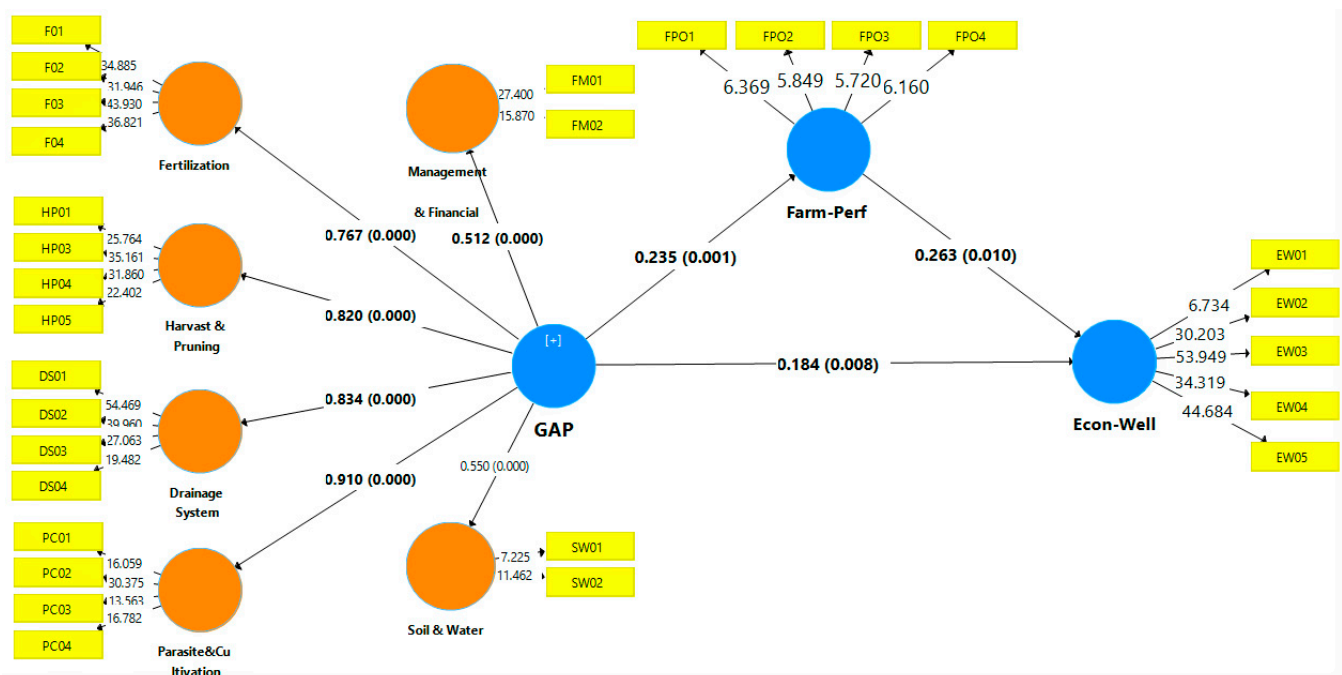 F01
F02
F03
F04
34.885
31.946
43.930
36.821
Fertilization
HP01
HP03
HP04
HP05
25.764
35.161
31.860
22.402
Harvest &
Pruning
DS01
DS02
DS03
DS04
54.469
39.960
27.063
19.482
Drainage
System
PC01
PC02
PC03
PC04
16.059
30.375
13.563
16.782
Parasite&Cu
ltivation
FM01
FM02
27.400
15.870
Management
& Financial
0.767 (0.000)
0.512 (0.000)
0.820 (0.000)
0.834 (0.000)
0.910 (0.000)
0.550 (0.000)
[+]
GAP
SW01
SW02
7.225
11.462
Soil & Water
FPO1
FPO2
FPO3
FPO4
6.369
5.849
5.720
6.160
Farm-Perf
0.235 (0.001)
0.263 (0.010)
0.184 (0.008)
EW01
EW02
EW03
EW04
EW05
6.734
30.203
53.949
34.319
44.684
Econ-Well